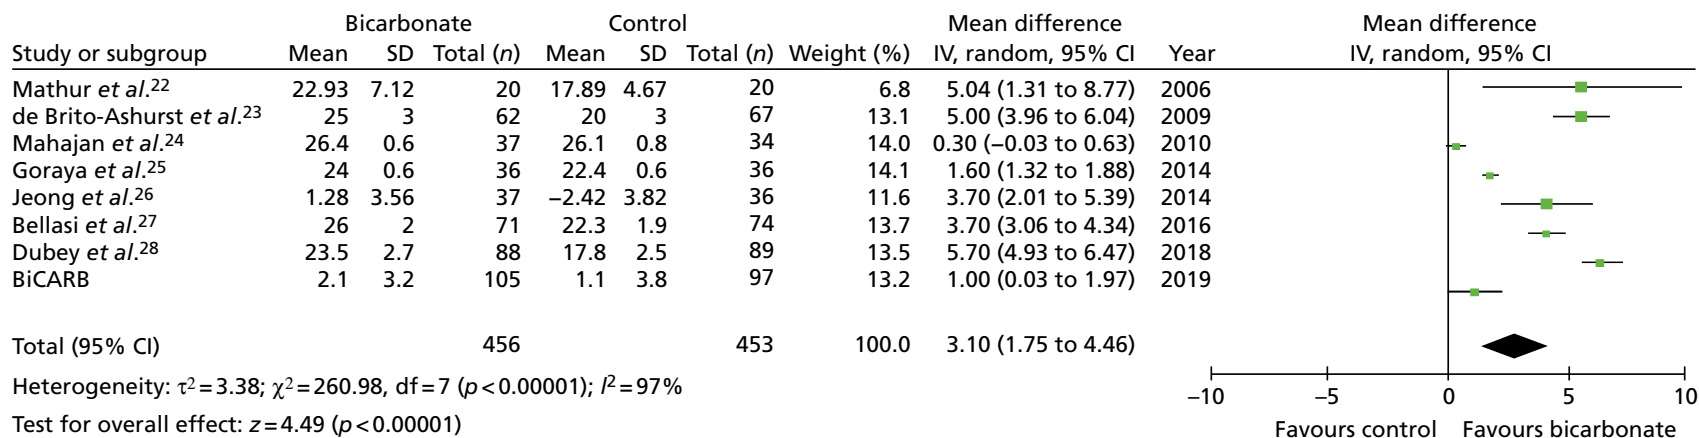 Bicarbonate Control Mean difference Mean difference
Study or subgroup Mean SD Total (n) Mean SD Total (n) Weight (%) IV, random, 95% CI Year IV, random, 95% CI
Mathur et al.22 22.93 7.12 20 17.89 4.67 20 6.8 5.04 (1.31 to 8.77) 2006
de Brito-Ashurst et al.23 25 3 62 20 3 67 13.1 5.00 (3.96 to 6.04) 2009
Mahajan et al.24 26.4 0.6 37 26.1 0.8 34 14.0 0.30 (−0.03 to 0.63) 2010
Goraya et al.25 24 0.6 36 22.4 0.6 36 14.1 1.60 (1.32 to 1.88) 2014
Jeong et al.26 1.28 3.56 37 −2.42 3.82 36 11.6 3.70 (2.01 to 5.39) 2014
Bellasi et al.27 26 2 71 22.3 1.9 74 13.7 3.70 (3.06 to 4.34) 2016
Dubey et al.28 23.5 2.7 88 17.8 2.5 89 13.5 5.70 (4.93 to 6.47) 2018
BiCARB 2.1 3.2 105 1.1 3.8 97 13.2 1.00 (0.03 to 1.97) 2019
Total (95% CI) 456 453 100.0 3.10 (1.75 to 4.46)
Heterogeneity: τ2=3.38; χ2=260.98, df=7 (p<0.00001); I2=97%
Test for overall effect: z=4.49 (p<0.00001)
−10 −5 0 5 10
Favours control Favours bicarbonate